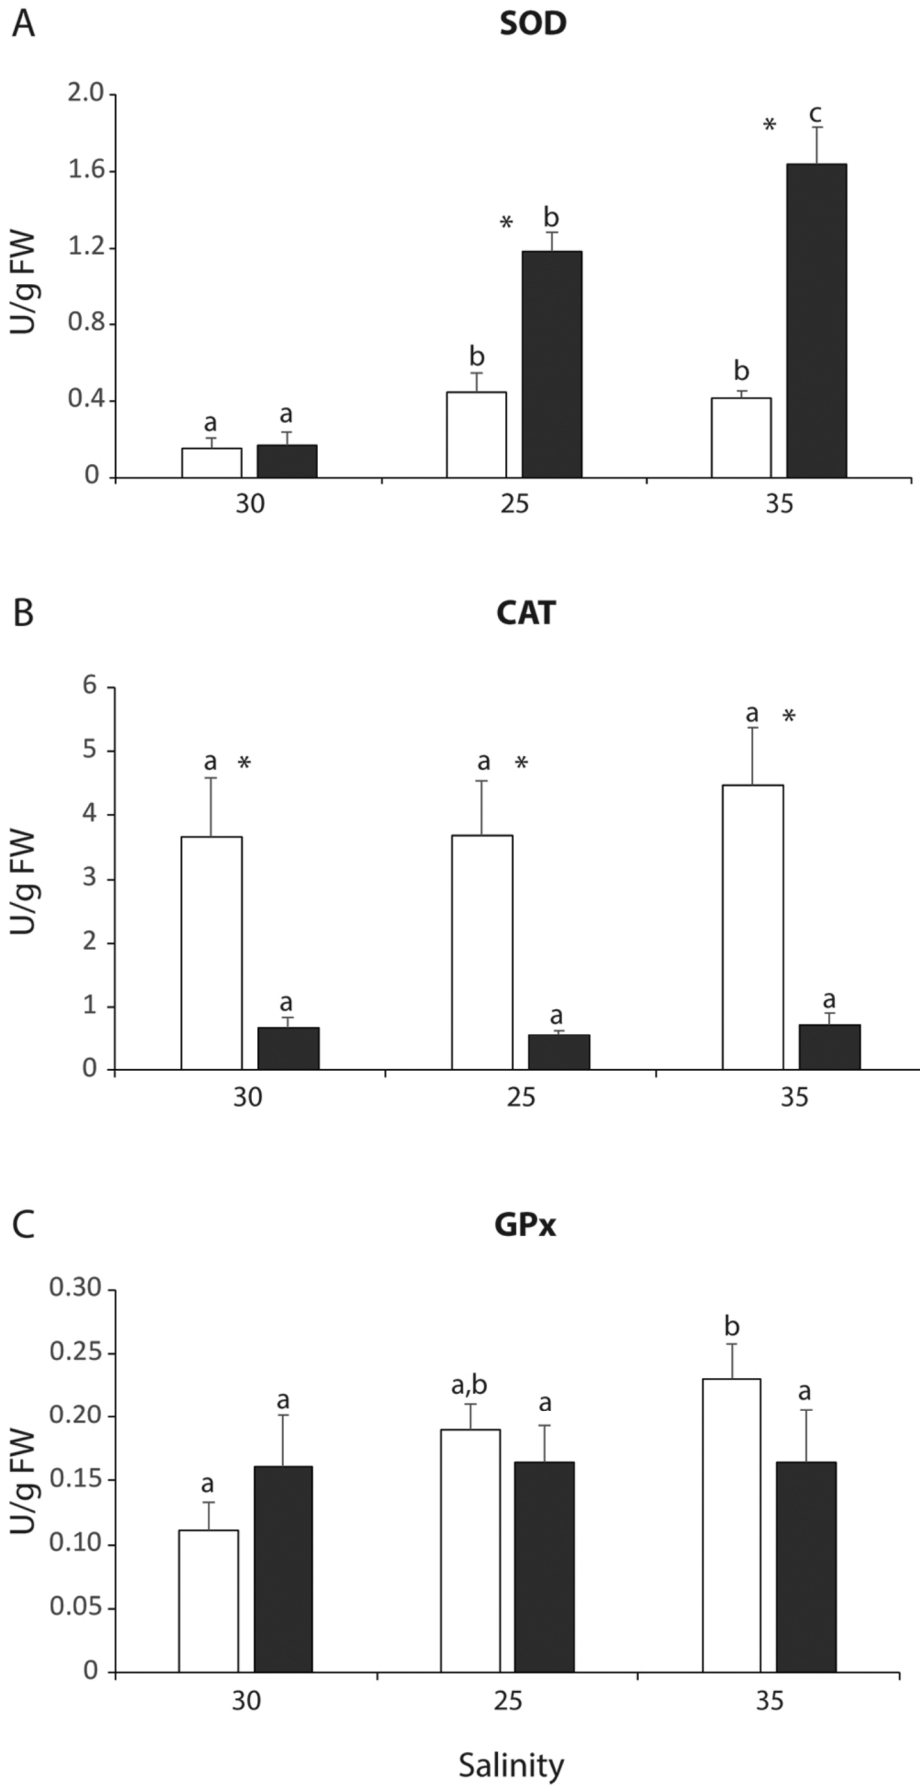 A
SOD
2.0
1.6
1.2
0.8
0.4
0
U/g FW
a
a
b
*
b
b
*
c
30
25
35
B
CAT
6
5
4
3
2
1
0
U/g FW
a
*
a
a
*
a
a
*
a
30
25
35
C
GPx
0.30
0.25
0.20
0.15
0.10
0.05
0
U/g FW
a
a
a,b
a
b
a
30
25
35
Salinity